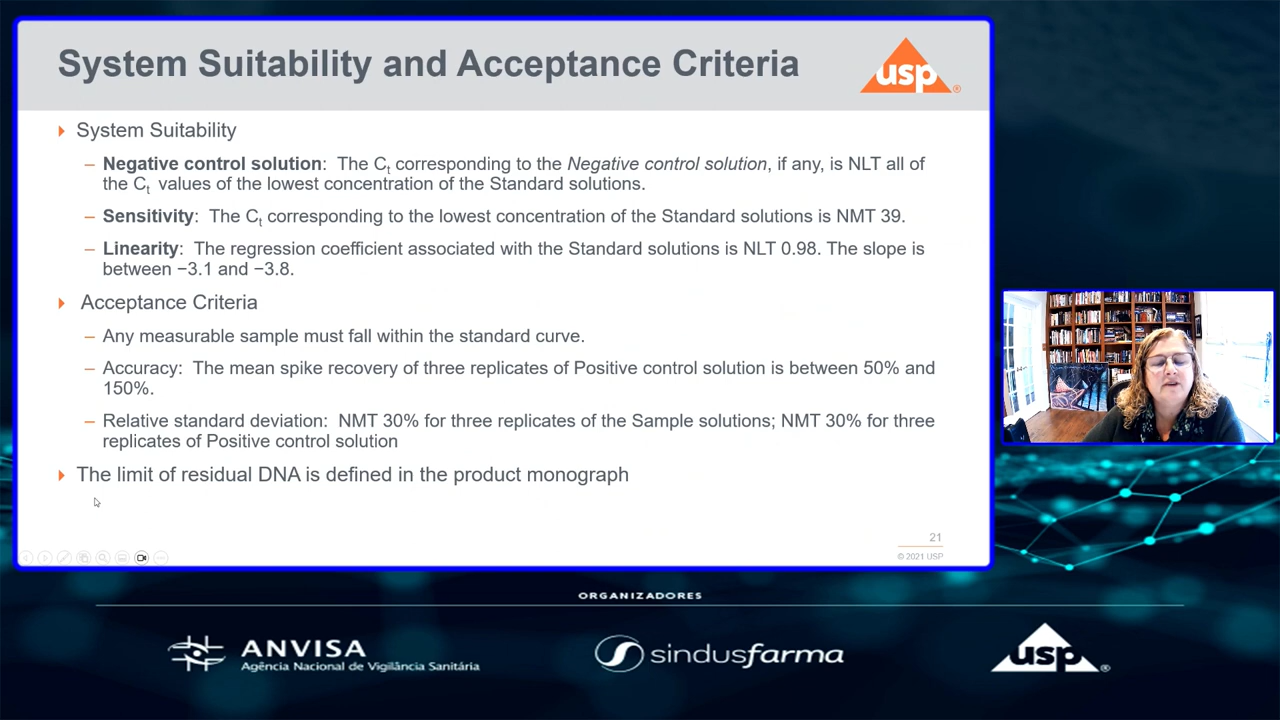 System Suitability and Acceptance Criteria
usp®
System Suitability
– Negative control solution: The Ct corresponding to the Negative control solution, if any, is NLT all of
the Ct values of the lowest concentration of the Standard solutions.
– Sensitivity: The Ct corresponding to the lowest concentration of the Standard solutions is NMT 39.
– Linearity: The regression coefficient associated with the Standard solutions is NLT 0.98. The slope is
between −3.1 and −3.8.
Acceptance Criteria
– Any measurable sample must fall within the standard curve.
– Accuracy: The mean spike recovery of three replicates of Positive control solution is between 50% and
150%.
– Relative standard deviation: NMT 30% for three replicates of the Sample solutions; NMT 30% for three
replicates of Positive control solution
The limit of residual DNA is defined in the product monograph
21
© 2021 USP
ORGANIZADORES
ANVISA
Agência Nacional de Vigilância Sanitária
sindusfarma
usp®